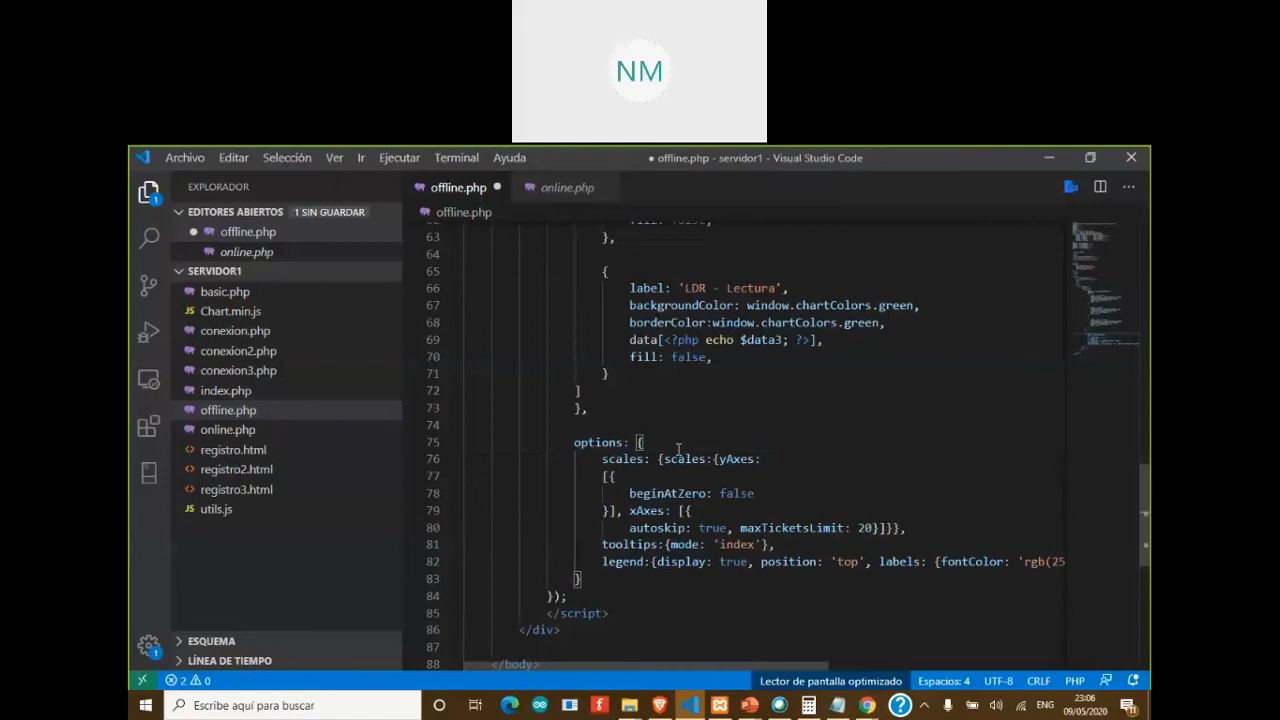 NM
Archivo Editar Selección Ver Ir Ejecutar Terminal Ayuda ● offline.php - servidor1 - Visual Studio Code
EXPLORADOR
offline.php ● online.php
EDITORES ABIERTOS 1 SIN GUARDAR
offline.php
● offline.php
online.php
SERVIDOR1
basic.php
JS Chart.min.js
conexion.php
conexion2.php
conexion3.php
index.php
offline.php
online.php
registro.html
registro2.html
registro3.html
utils.js
ESQUEMA
LÍNEA DE TIEMPO
63 },
64
65 {
66 label: 'LDR - Lectura',
67 backgroundColor: window.chartColors.green,
68 borderColor:window.chartColors.green,
69 data[<?php echo $data3; ?>],
70 fill: false,
71 }
72 ]
73 },
74
75 options: {
76 scales: {scales:{yAxes:
77 [{
78 beginAtZero: false
79 }], xAxes: [{
80 autoskip: true, maxTicketsLimit: 20}]}},
81 tooltips:{mode: 'index'},
82 legend:{display: true, position: 'top', labels: {fontColor: 'rgb(25
83 }
84 });
85 </script>
86 </div>
87
88 </body>
2 0 Lector de pantalla optimizado Espacios: 4 UTF-8 CRLF PHP
Escribe aquí para buscar
ENG
23:06
09/05/2020